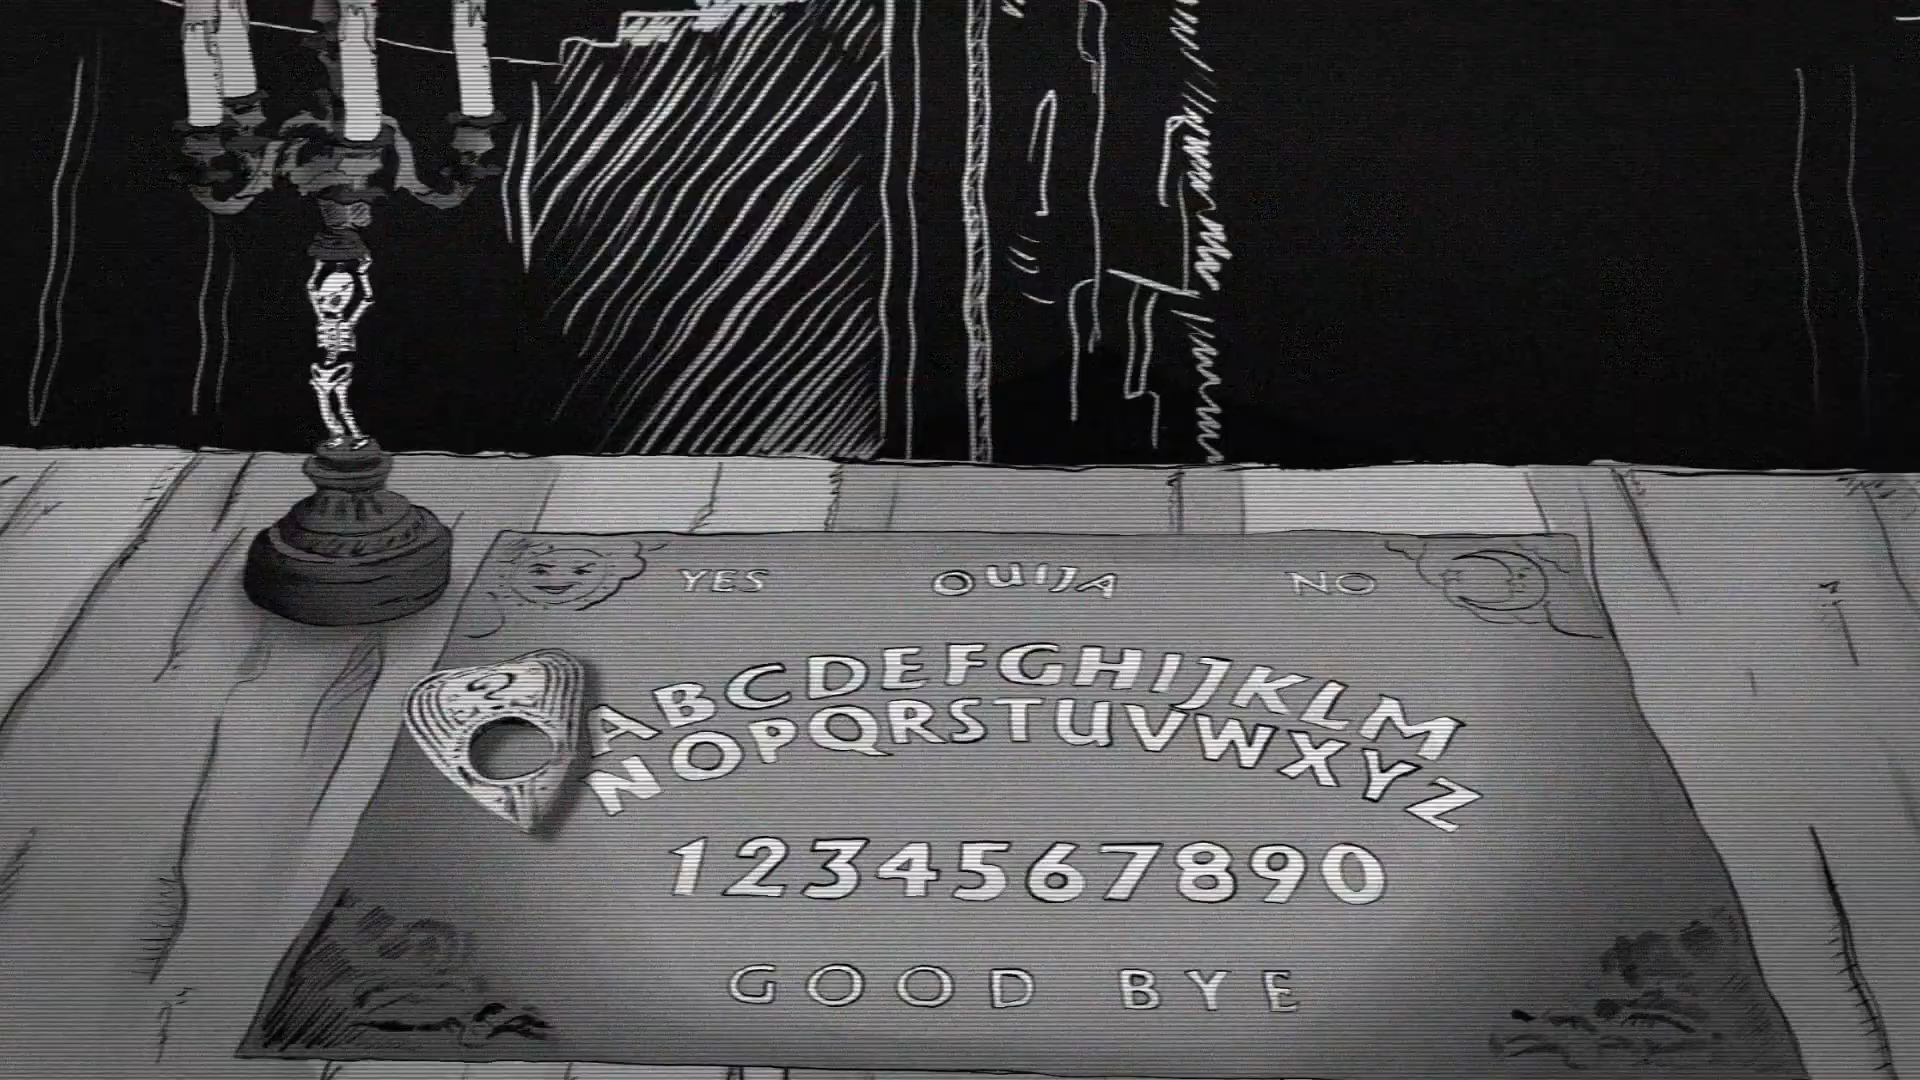 YES OUIJA NO
ABCDEFGHIJKLM
NOPQRSTUVWXYZ
1234567890
GOOD BYE